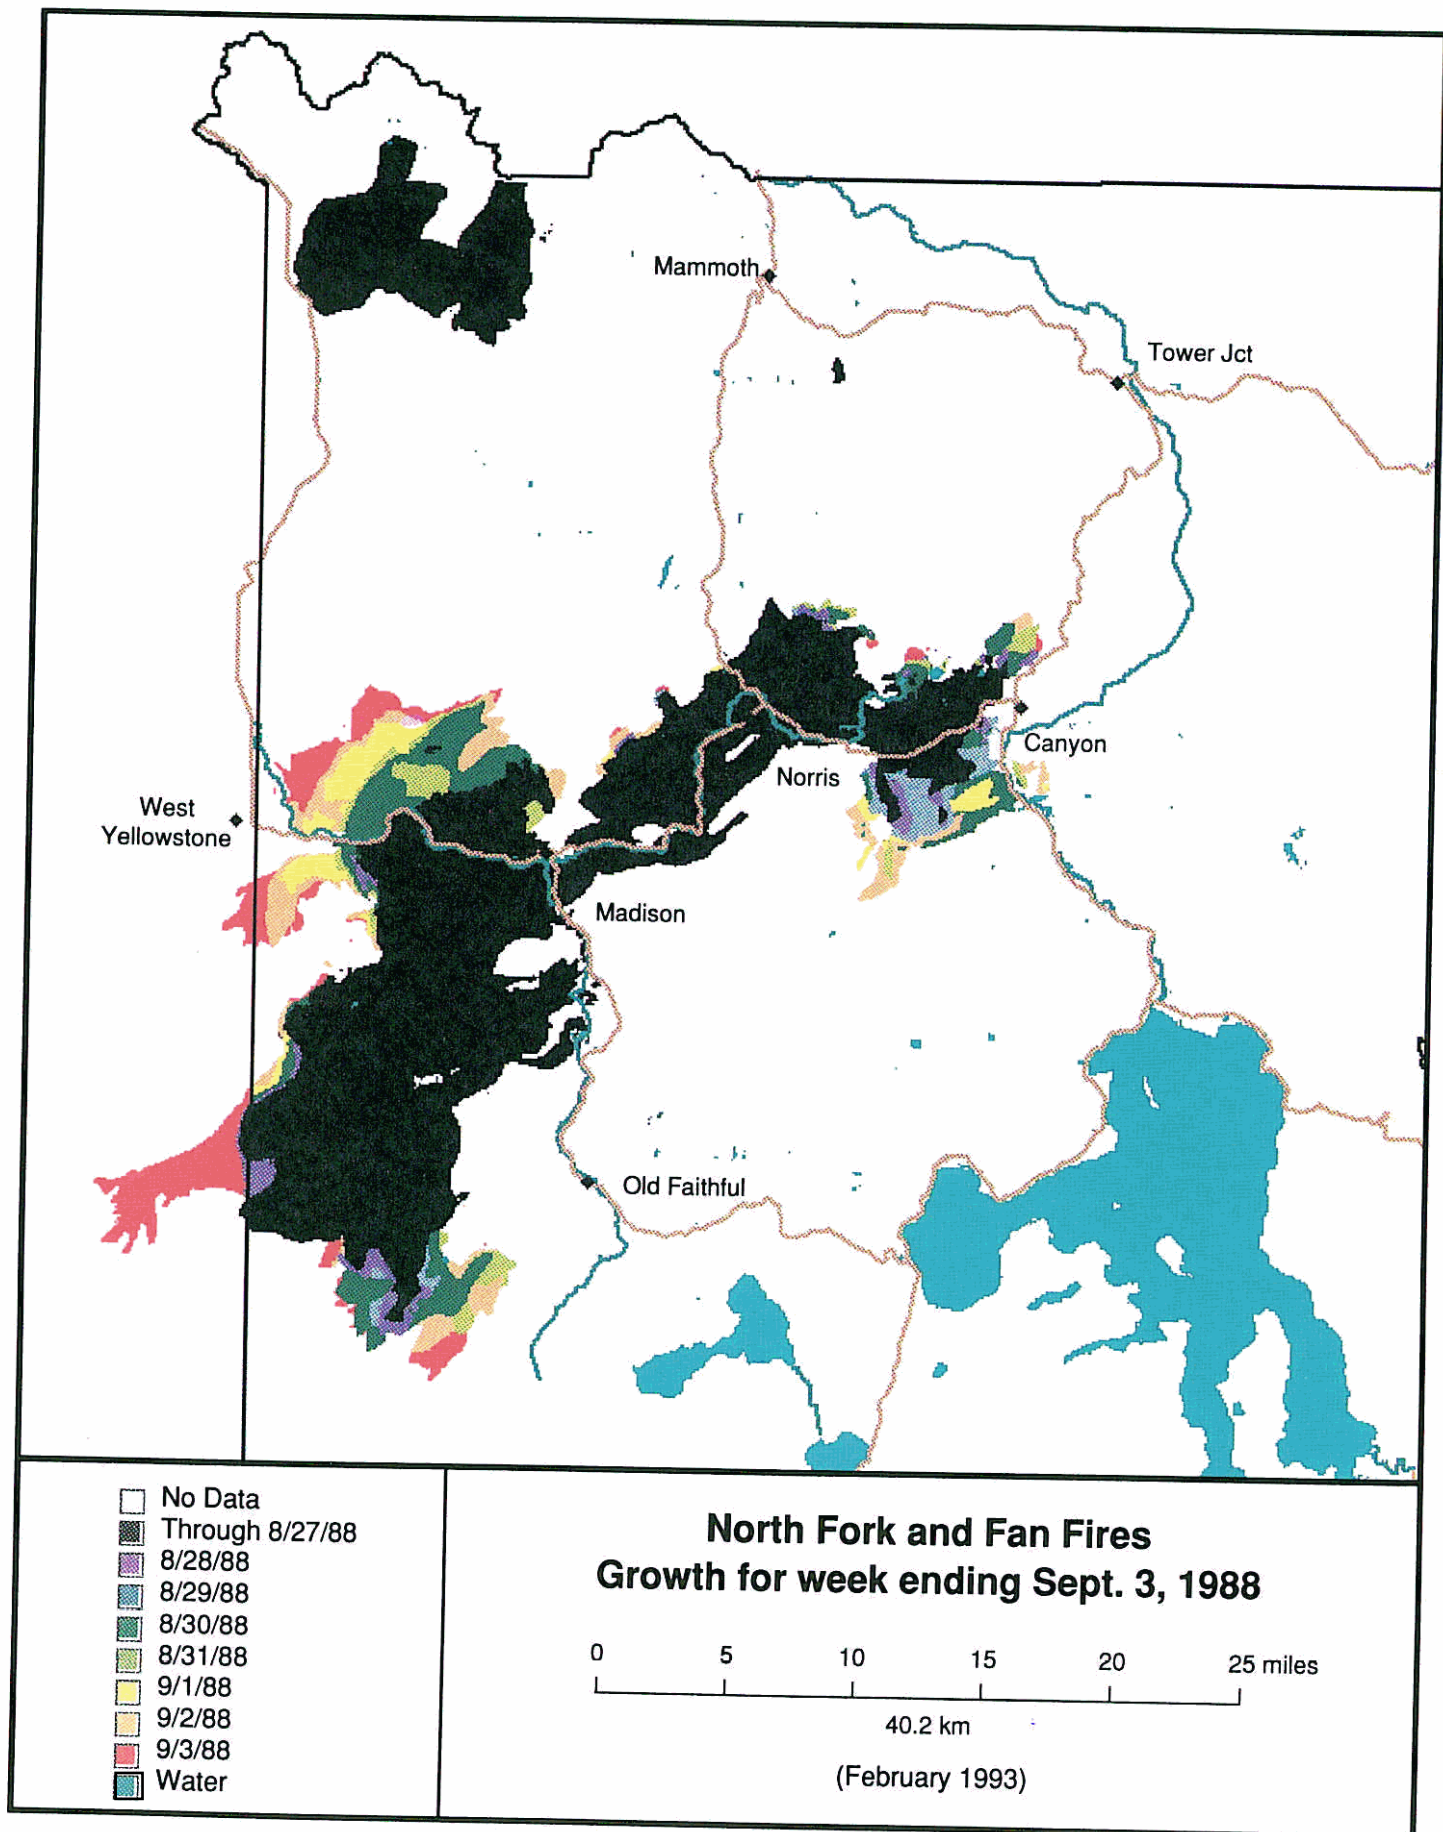 Mammoth
Tower Jct
Canyon
Norris
West
Yellowstone
Madison
Old Faithful
No Data
Through 8/27/88
8/28/88
8/29/88
8/30/88
8/31/88
9/1/88
9/2/88
9/3/88
Water
North Fork and Fan Fires
Growth for week ending Sept. 3, 1988
0 5 10 15 20 25 miles
40.2 km
(February 1993)